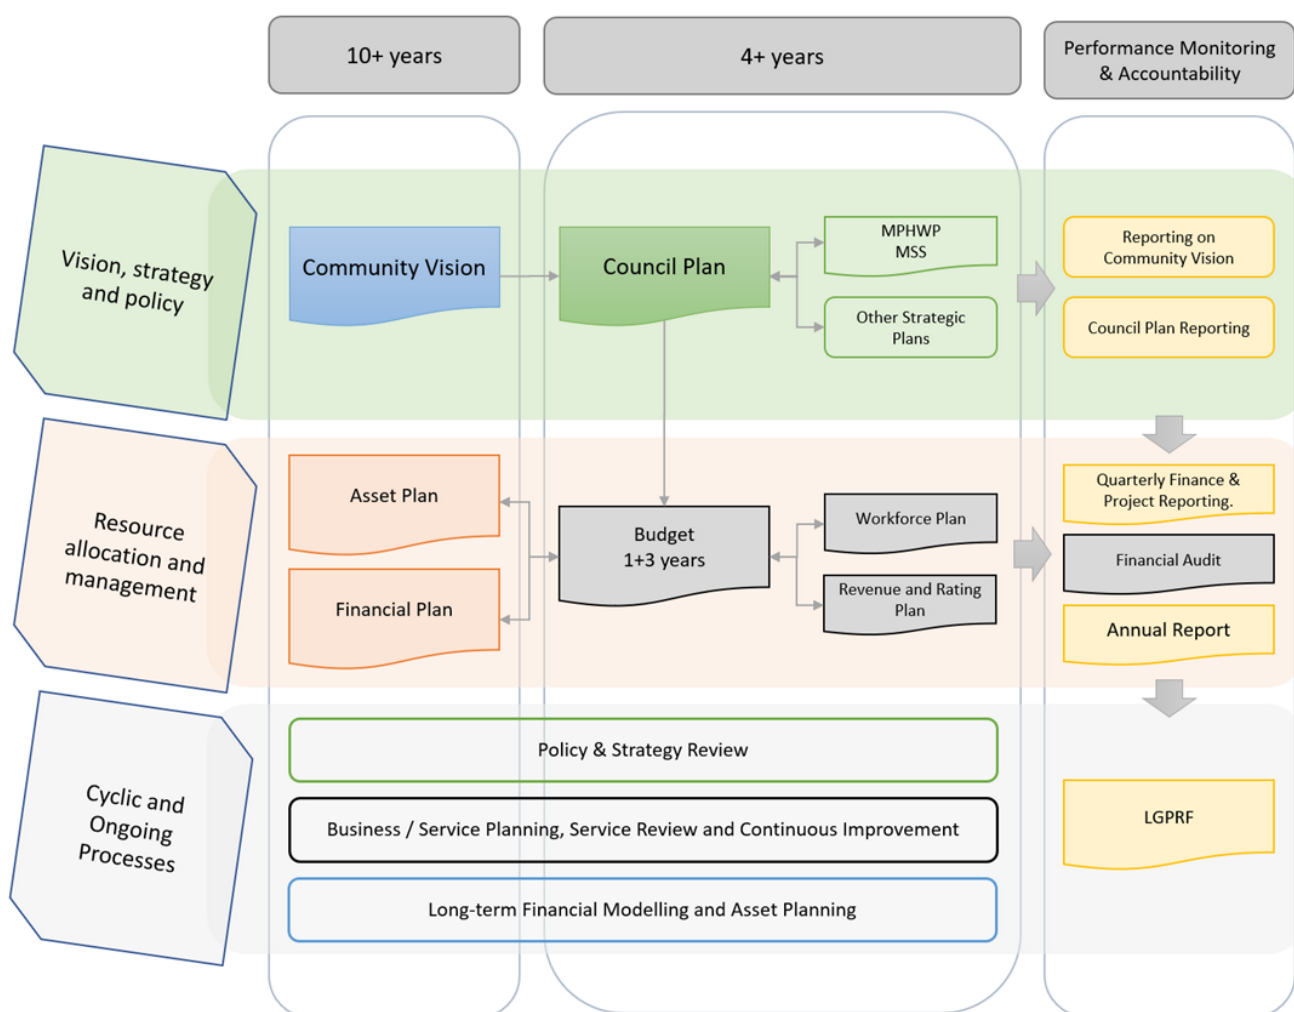 10+ years
4+ years
Performance Monitoring
& Accountability
Vision, strategy
and policy
Community Vision
Council Plan
MPHWP
MSS
Other Strategic
Plans
Reporting on
Community Vision
Council Plan Reporting
Resource
allocation and
management
Asset Plan
Financial Plan
Budget
1+3 years
Workforce Plan
Revenue and Rating
Plan
Quarterly Finance &
Project Reporting.
Financial Audit
Annual Report
Cyclic and
Ongoing
Processes
Policy & Strategy Review
Business / Service Planning, Service Review and Continuous Improvement
Long-term Financial Modelling and Asset Planning
LGPRF